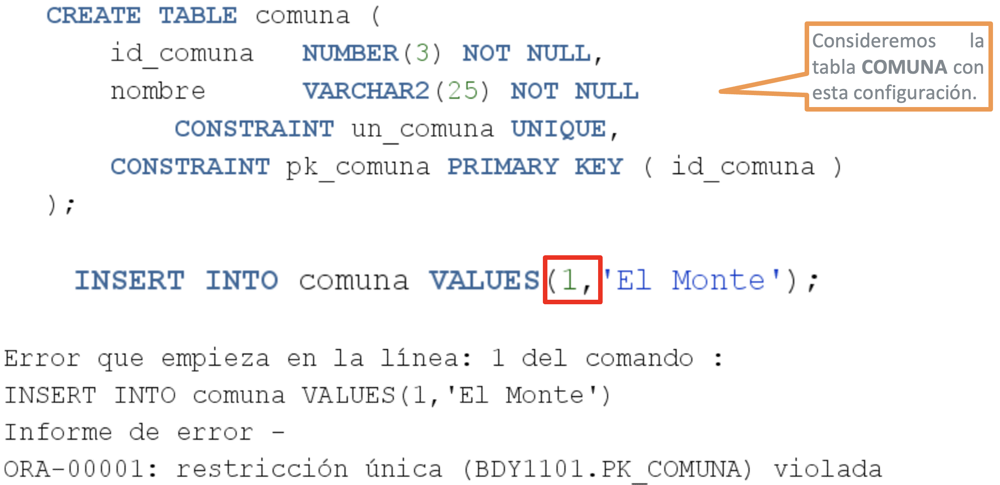 CREATE TABLE comuna (
id_comuna NUMBER(3) NOT NULL,
nombre VARCHAR2(25) NOT NULL
CONSTRAINT un_comuna UNIQUE,
CONSTRAINT pk_comuna PRIMARY KEY ( id_comuna )
);
Consideremos la
tabla COMUNA con
esta configuración.
INSERT INTO comuna VALUES(1,'El Monte');
Error que empieza en la línea: 1 del comando :
INSERT INTO comuna VALUES(1,'El Monte')
Informe de error -
ORA-00001: restricción única (BDY1101.PK_COMUNA) violada